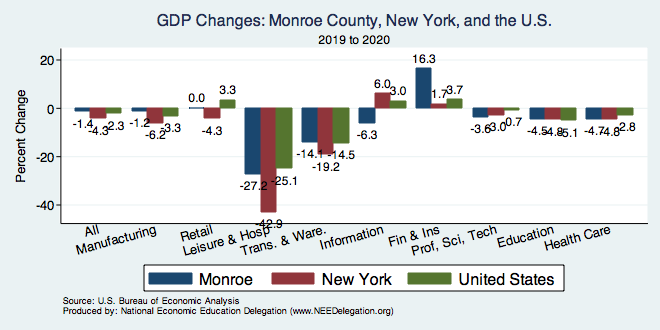 GDP Changes: Monroe County, New York, and the U.S.
2019 to 2020
Percent Change
20
0
-20
-40
-1.4 -4.3 -2.3
-1.2 -6.2 -3.3
0.0 -4.3 3.3
-27.2 -42.9 -25.1
-14.1 -19.2 -14.5
-6.3 6.0 3.0
16.3 1.7 3.7
-3.6 -3.0 -0.7
-4.5 -4.8 -5.1
-4.7 -4.8 -2.8
All
Manufacturing
Retail
Leisure & Hosp
Trans. & Ware.
Information
Fin & Ins
Prof, Sci, Tech
Education
Health Care
Monroe New York United States
Source: U.S. Bureau of Economic Analysis
Produced by: National Economic Education Delegation (www.NEEDelegation.org)